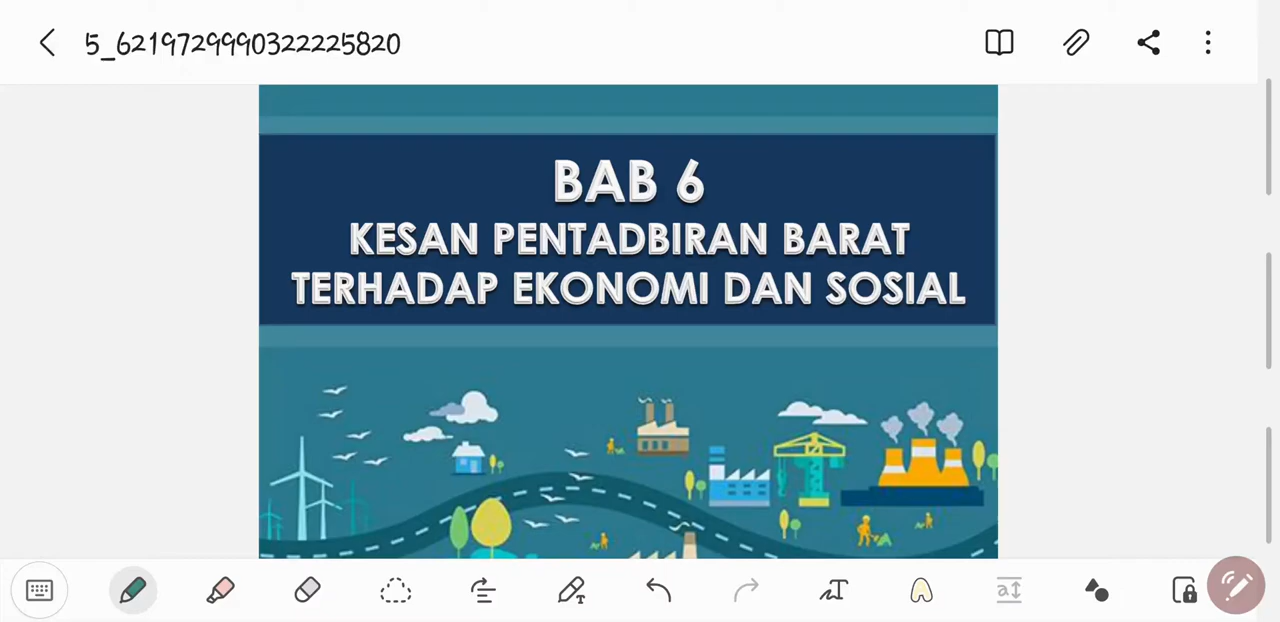 5_6219729990322225820
BAB 6
KESAN PENTADBIRAN BARAT
TERHADAP EKONOMI DAN SOSIAL